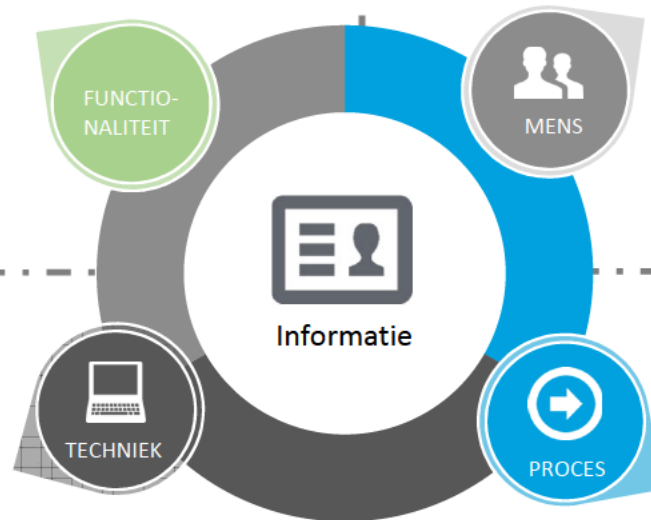 FUNCTIO-
NALITEIT
MENS
Informatie
TECHNIEK
PROCES